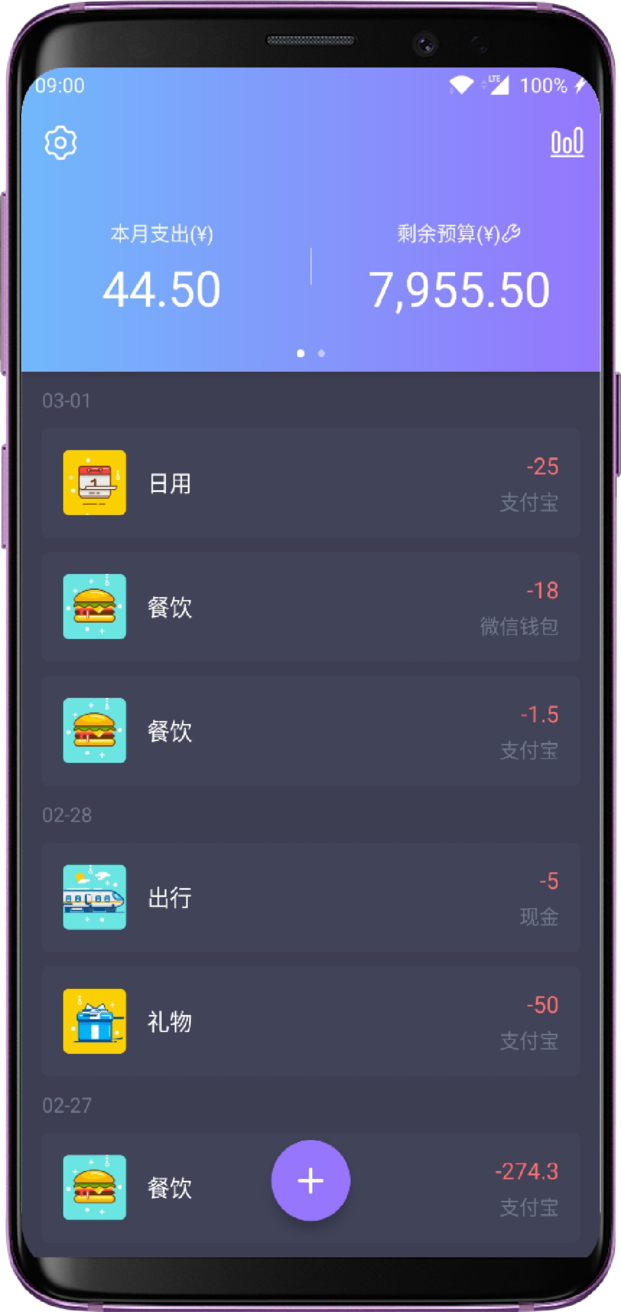 09:00
LTE 100%
本月支出(¥)
剩余预算(¥)
44.50
7,955.50
03-01
日用
-25
支付宝
餐饮
-18
微信钱包
餐饮
-1.5
支付宝
02-28
出行
-5
现金
礼物
-50
支付宝
02-27
餐饮
+
-274.3
支付宝